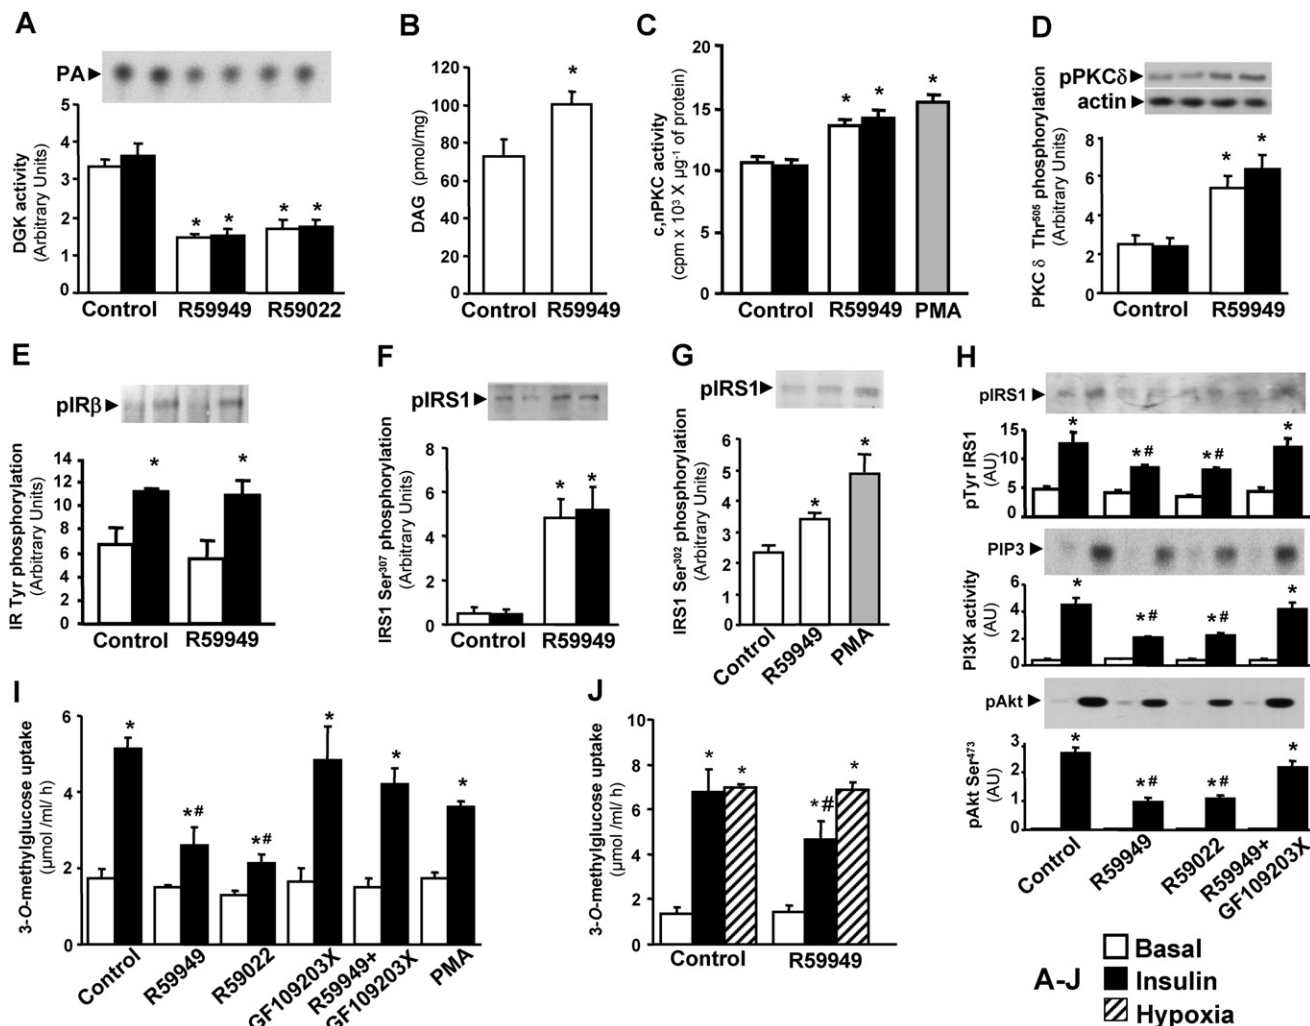 A
PA
5
4
3
2
1
0
DGK activity
(Arbitrary Units)
* * * *
Control R59949 R59022
B
120
100
80
60
40
20
0
DAG (pmol/mg)
*
Control R59949
C
20
15
10
5
0
c,nPKC activity
(cpm x 10³ X µg⁻¹ of protein)
* * *
Control R59949 PMA
D
pPKCδ
actin
8
6
4
2
0
PKC δ Thr⁵⁰⁵ phosphorylation
(Arbitrary Units)
* *
Control R59949
E
pIRβ
14
12
10
8
6
4
2
0
IR Tyr phosphorylation
(Arbitrary Units)
* *
Control R59949
F
pIRS1
8
6
4
2
0
IRS1 Ser³⁰⁷ phosphorylation
(Arbitrary Units)
* *
Control R59949
G
pIRS1
6
5
4
3
2
1
0
IRS1 Ser³⁰² phosphorylation
(Arbitrary Units)
* *
Control
R59949
PMA
H
pIRS1
15
10
5
0
pTyr IRS1
(AU)
* *# *# *
PIP3
6
4
2
0
PI3K activity
(AU)
* *# *# *
pAkt
3
2
1
0
pAkt Ser⁴⁷³
(AU)
* *# *# *
Control
R59949
R59022
R59949+
GF109203X
I
6
4
2
0
3-O-methylglucose uptake
(µmol /ml/ h)
* *# *# * * *
Control
R59949
R59022
GF109203X
R59949+
GF109203X
PMA
J
10
8
6
4
2
0
3-O-methylglucose uptake
(µmol /ml/ h)
* * *# *
Control R59949
A-J
Basal
Insulin
Hypoxia